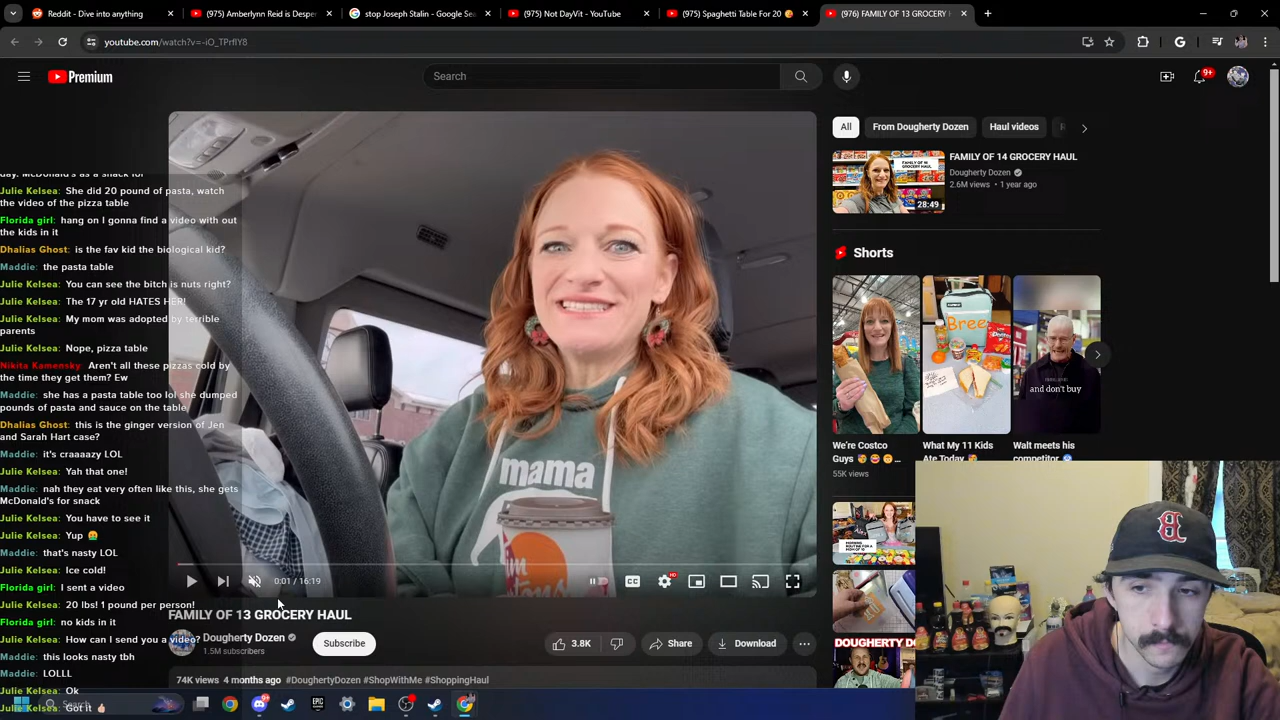 Reddit - Dive into anything
(975) Amberlynn Reid is Despe
stop Joseph Stalin - Google Se
(975) Not DayVit - YouTube
(975) Spaghetti Table For 20
(976) FAMILY OF 13 GROCERY
youtube.com/watch?v=-iO_TPrfIY8
Premium
Search
9+
All
From Dougherty Dozen
Haul videos
FAMILY OF 14 GROCERY HAUL
Dougherty Dozen
2.6M views • 1 year ago
28:49
Shorts
Bree
and don't buy
We're Costco
Guys
55K views
What My 11 Kids
Ate Today
Walt meets his
competitor
day. McDonald's as a snack lol
Julie Kelsea: She did 20 pound of pasta, watch
the video of the pizza table
Florida girl: hang on I gonna find a video with out
the kids in it
Dhalias Ghost: is the fav kid the biological kid?
Maddie: the pasta table
Julie Kelsea: You can see the bitch is nuts right?
Julie Kelsea: The 17 yr old HATES HER!
Julie Kelsea: My mom was adopted by terrible
parents
Julie Kelsea: Nope, pizza table
Nikita Kamensky: Aren't all these pizzas cold by
the time they get them? Ew
Maddie: she has a pasta table too lol she dumped
pounds of pasta and sauce on the table
Dhalias Ghost: this is the ginger version of Jen
and Sarah Hart case?
Maddie: it's craaaazy LOL
Julie Kelsea: Yah that one!
Maddie: nah they eat very often like this, she gets
McDonald's for snack
Julie Kelsea: You have to see it
Julie Kelsea: Yup 🤮
Maddie: that's nasty LOL
Julie Kelsea: Ice cold!
Florida girl: I sent a video
Julie Kelsea: 20 lbs! 1 pound per person!
Florida girl: no kids in it
Julie Kelsea: How can I send you a video?
Maddie: this looks nasty tbh
Maddie: LOLLL
Julie Kelsea: Ok
Julie Kelsea: Got it 👍🏻
mama
0:01 / 16:19
CC
HD
FAMILY OF 13 GROCERY HAUL
Dougherty Dozen
1.5M subscribers
Subscribe
3.8K
Share
Download
74K views 4 months ago #DoughertyDozen #ShopWithMe #ShoppingHaul
Search
EPIC
B